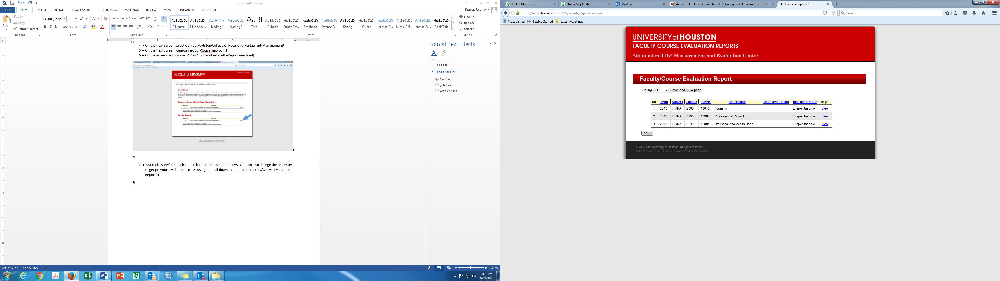 Document1 - Word
Draper, Jason A
FILE HOME INSERT DESIGN PAGE LAYOUT REFERENCES MAILINGS REVIEW VIEW EndNote X7 ACROBAT
Paste
Cut
Copy
Format Painter
Clipboard
Calibri (Body) 11
Font
Paragraph
AaBbCcDc AaBbCcDc AaBbCc AaBbCcD AaBl AaBbCcD AaBbCcDc AaBbCcDc AaBbCcDc AaBbCcDc AaBbCcDc AaBbCcDc AABBCCDC AABBCCDC AaBbCcDc
¶ Normal ¶ No Spac... Heading 1 Heading 2 Title Subtitle Subtle Em... Emphasis Intense E... Strong Quote Intense Q... Subtle Ref... Intense Re... Book Title
Styles
Find
Replace
Select
Editing
4. On the next screen select Conrad N. Hilton College of Hotel and Restaurant Management¶
5. On the next screen login using your Cougarnet login¶
6. On the screen below select "View" under the Faculty Reports section¶
UNIVERSITY of HOUSTON
MEASUREMENT & EVALUATION CENTER
College Administrator Online Evaluation Stats
Disclaimer:
Response Rates (Online Evaluations Only):
Faculty Reports:
¶
¶
7. Just click "View" for each course listed on the screen below. You can also change the semester
to get previous evaluation scores using the pull down menu under "Faculty/Course Evaluation
Report"¶
¶
Format Text Effects
TEXT FILL
TEXT OUTLINE
No line
Solid line
Gradient line
PAGE 2 OF 2 96 WORDS
100%
1:31 PM
6/20/2017
OnlineMapFinder OnlineMapFinder MyWay AccessUH - University of Ho Colleges & Departments - Univer UH Courses Reports List
https://eval.uh.edu/admin/HRM/reports/ReportView.aspx
Search
Most Visited Getting Started Latest Headlines
UNIVERSITY of HOUSTON
FACULTY COURSE EVALUATION REPORTS
Administered By: Measurement and Evaluation Center
Faculty/Course Evaluation Report
Spring 2017 Download All Reports
No. Term Subject Catalog Class# Description Topic Description Instructor Name Report
1 2010 HRMA 2365 13616 Tourism Draper,Jason A View
2 2010 HRMA 6290 17980 Professional Paper I Draper,Jason A View
3 2010 HRMA 6330 15801 Statistical Analysis in Hosp. Draper,Jason A View
LogOut
© 2012 The University of Houston. All rights reserved.
4800 Calhoun Road, Houston, Texas 77204 (713) 743-2255